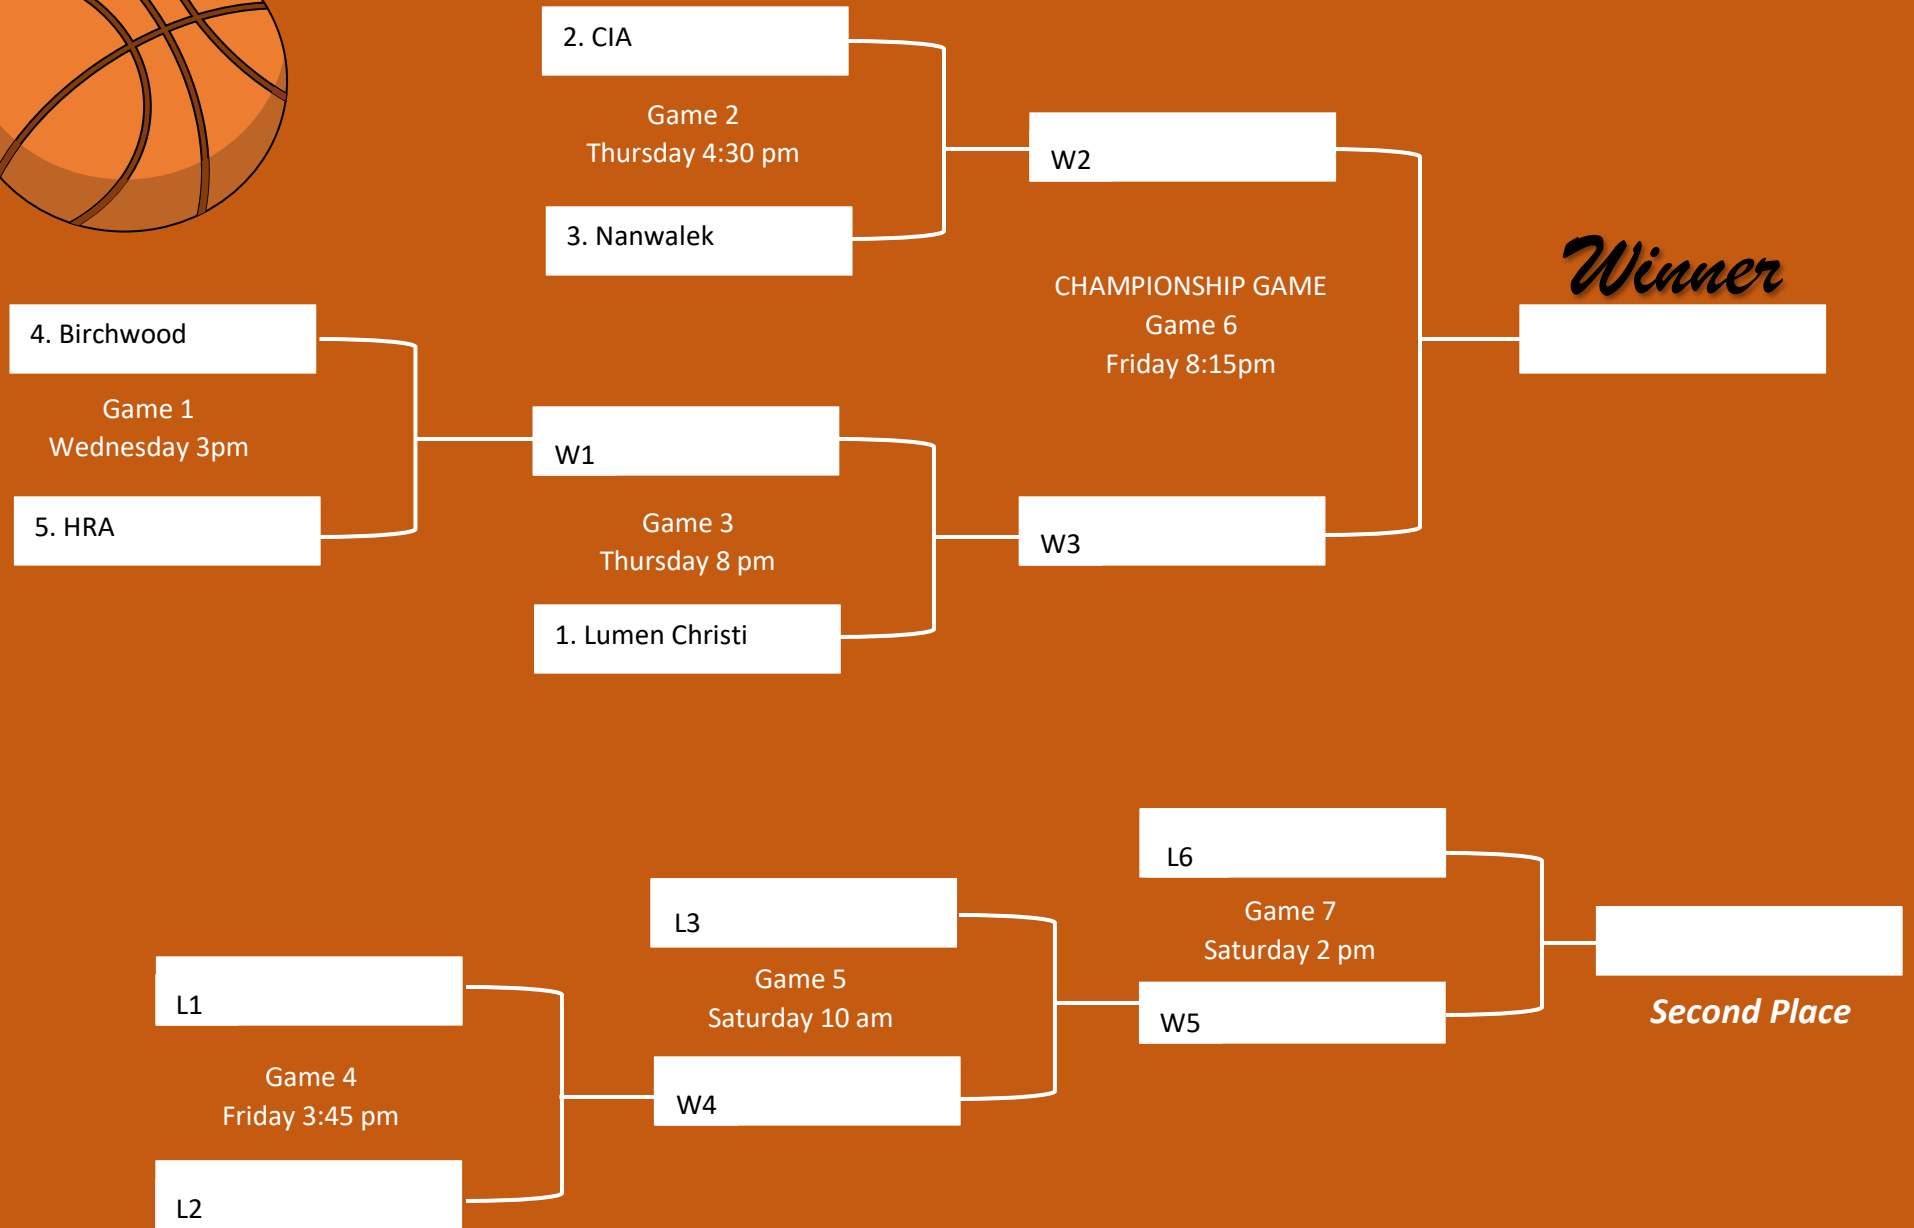 2. CIA
Game 2
Thursday 4:30 pm
W2
3. Nanwalek
Winner
CHAMPIONSHIP GAME
Game 6
Friday 8:15pm
4. Birchwood
Game 1
Wednesday 3pm
W1
5. HRA
Game 3
Thursday 8 pm
W3
1. Lumen Christi
L6
Game 7
Saturday 2 pm
L3
Game 5
Saturday 10 am
W5
Second Place
L1
Game 4
Friday 3:45 pm
W4
L2